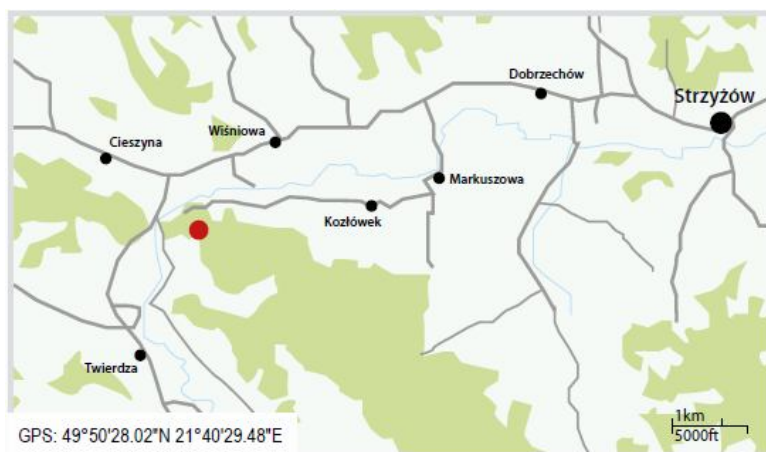 Dobrzechów
Strzyżów
Wiśniowa
Cieszyna
Markuszowa
Kozłówek
Twierdza
1km
5000ft
GPS: 49°50'28.02"N 21°40'29.48"E